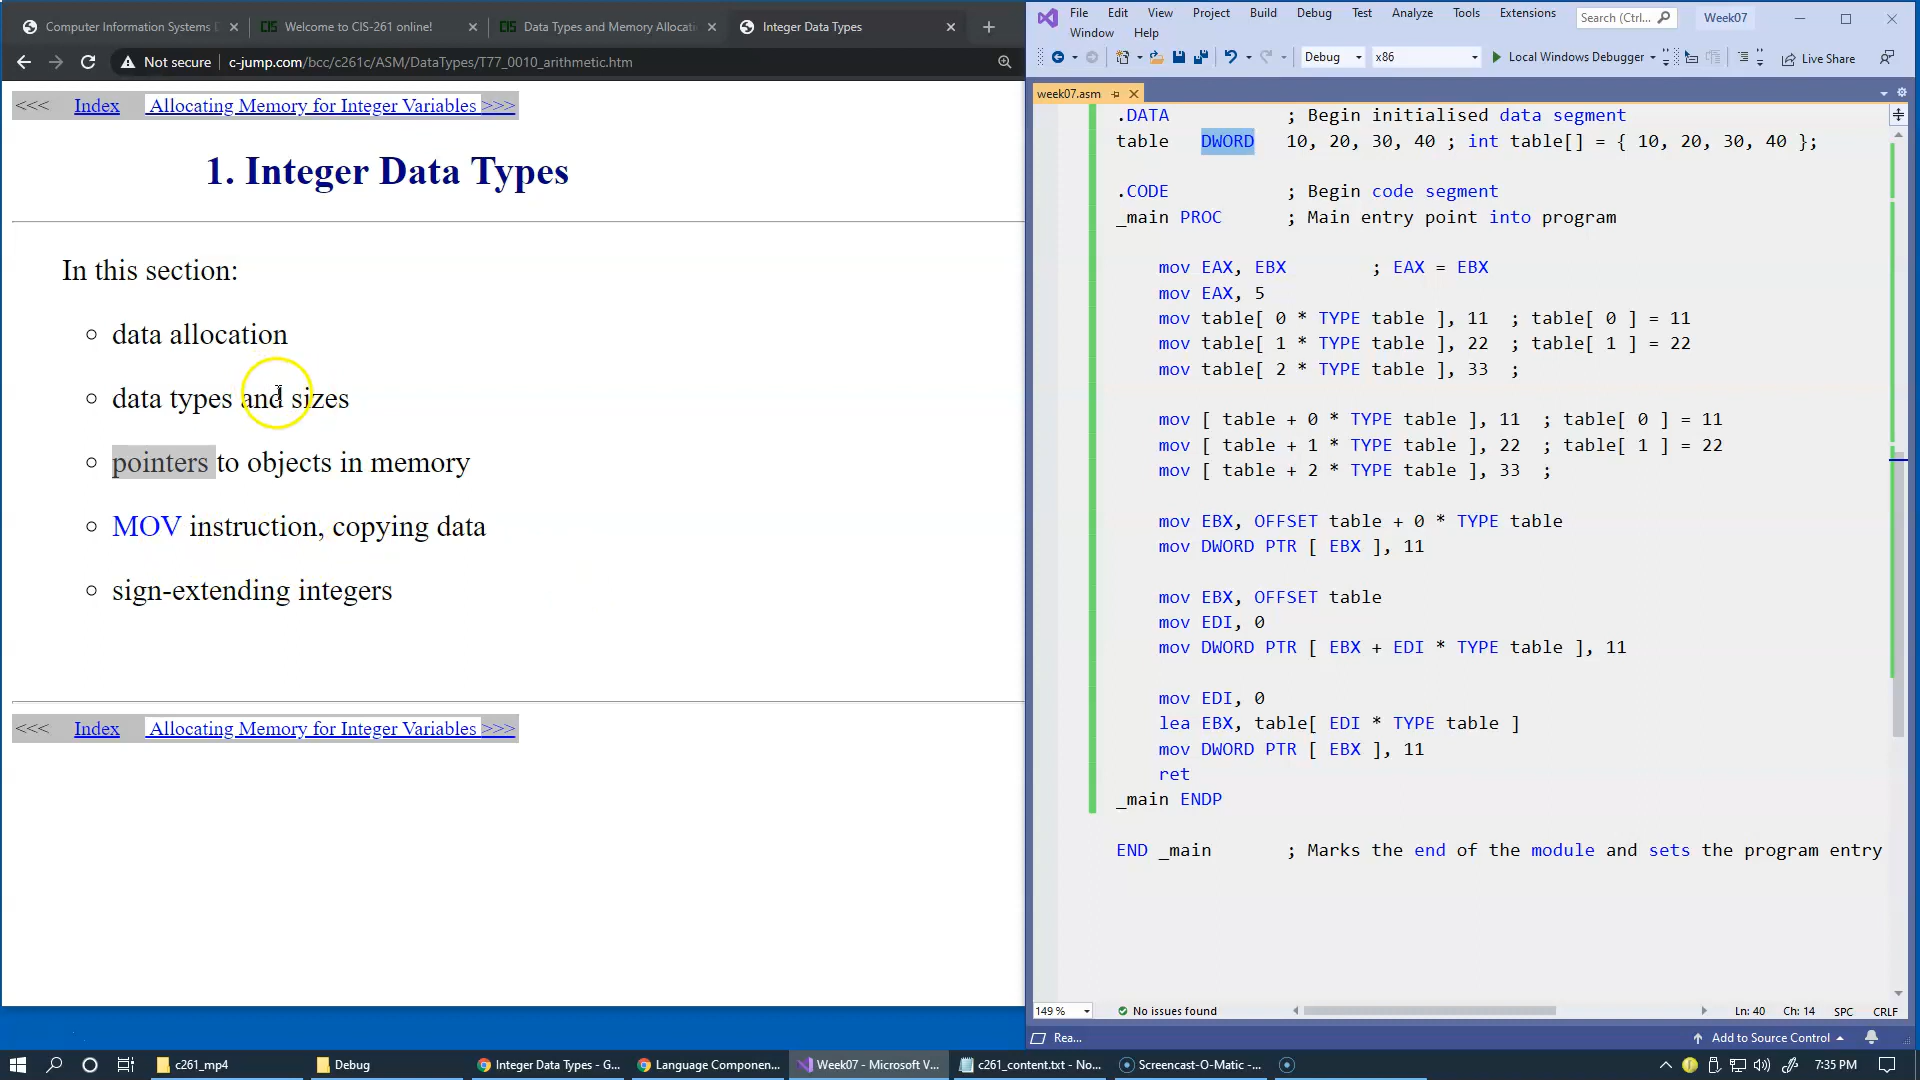 Computer Information Systems D
Welcome to CIS-261 online!
Data Types and Memory Allocati
Integer Data Types
Not secure
c-jump.com/bcc/c261c/ASM/DataTypes/T77_0010_arithmetic.htm
<<< Index Allocating Memory for Integer Variables >>>
1. Integer Data Types
In this section:
data allocation
data types and sizes
pointers to objects in memory
MOV instruction, copying data
sign-extending integers
<<< Index Allocating Memory for Integer Variables >>>
File Edit View Project Build Debug Test Analyze Tools Extensions
Window Help
Search (Ctrl...
Week07
Debug
x86
Local Windows Debugger
Live Share
week07.asm
.DATA ; Begin initialised data segment
table DWORD 10, 20, 30, 40 ; int table[] = { 10, 20, 30, 40 };
.CODE ; Begin code segment
_main PROC ; Main entry point into program
mov EAX, EBX ; EAX = EBX
mov EAX, 5
mov table[ 0 * TYPE table ], 11 ; table[ 0 ] = 11
mov table[ 1 * TYPE table ], 22 ; table[ 1 ] = 22
mov table[ 2 * TYPE table ], 33 ;
mov [ table + 0 * TYPE table ], 11 ; table[ 0 ] = 11
mov [ table + 1 * TYPE table ], 22 ; table[ 1 ] = 22
mov [ table + 2 * TYPE table ], 33 ;
mov EBX, OFFSET table + 0 * TYPE table
mov DWORD PTR [ EBX ], 11
mov EBX, OFFSET table
mov EDI, 0
mov DWORD PTR [ EBX + EDI * TYPE table ], 11
mov EDI, 0
lea EBX, table[ EDI * TYPE table ]
mov DWORD PTR [ EBX ], 11
ret
_main ENDP
END _main ; Marks the end of the module and sets the program entry
149 %
No issues found
Ln: 40 Ch: 14 SPC CRLF
Rea...
Add to Source Control
c261_mp4
Debug
Integer Data Types - G...
Language Componen...
Week07 - Microsoft V...
c261_content.txt - No...
Screencast-O-Matic -...
7:35 PM